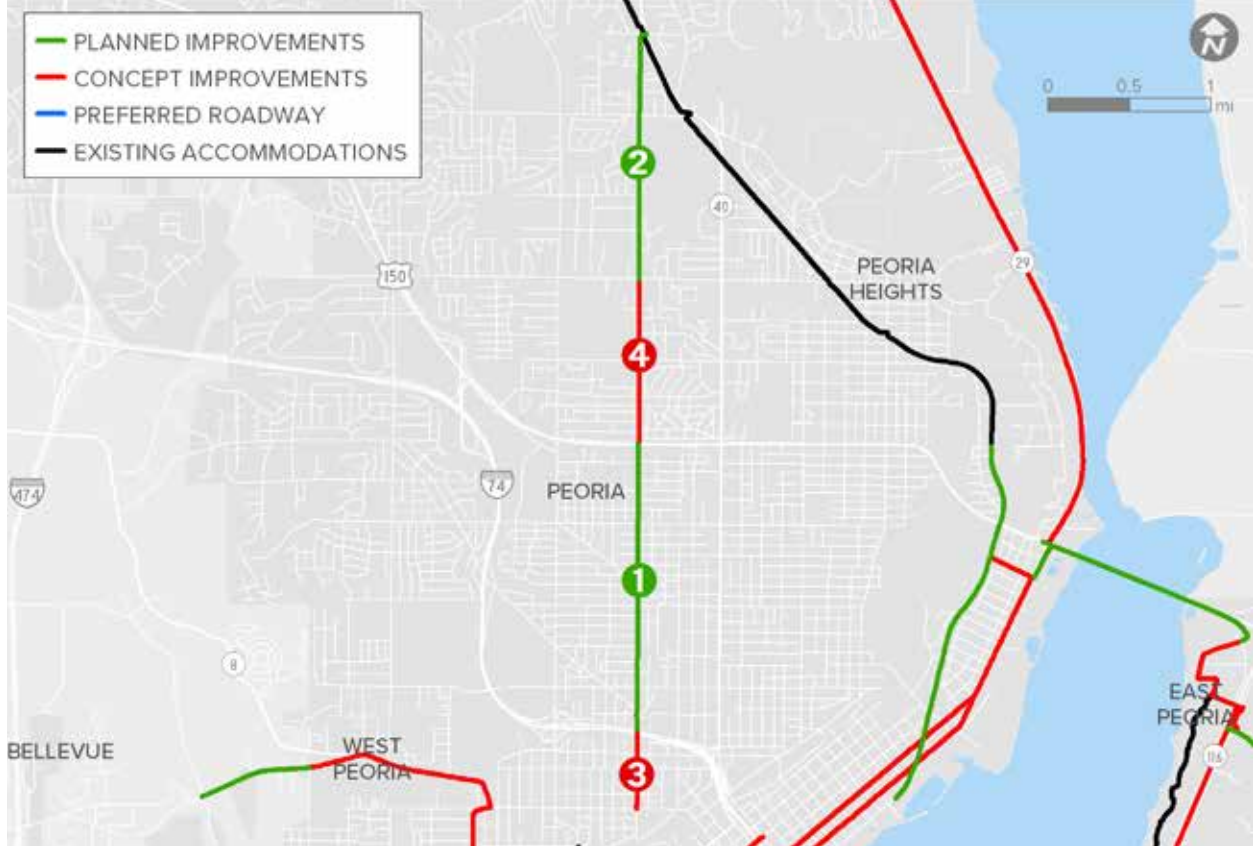 PLANNED IMPROVEMENTS
CONCEPT IMPROVEMENTS
PREFERRED ROADWAY
EXISTING ACCOMMODATIONS
N
0 0.5 1
mi
2
40
29
PEORIA
HEIGHTS
150
4
474
74
PEORIA
1
8
EAST
PEORIA
BELLEVUE
WEST
PEORIA
116
3